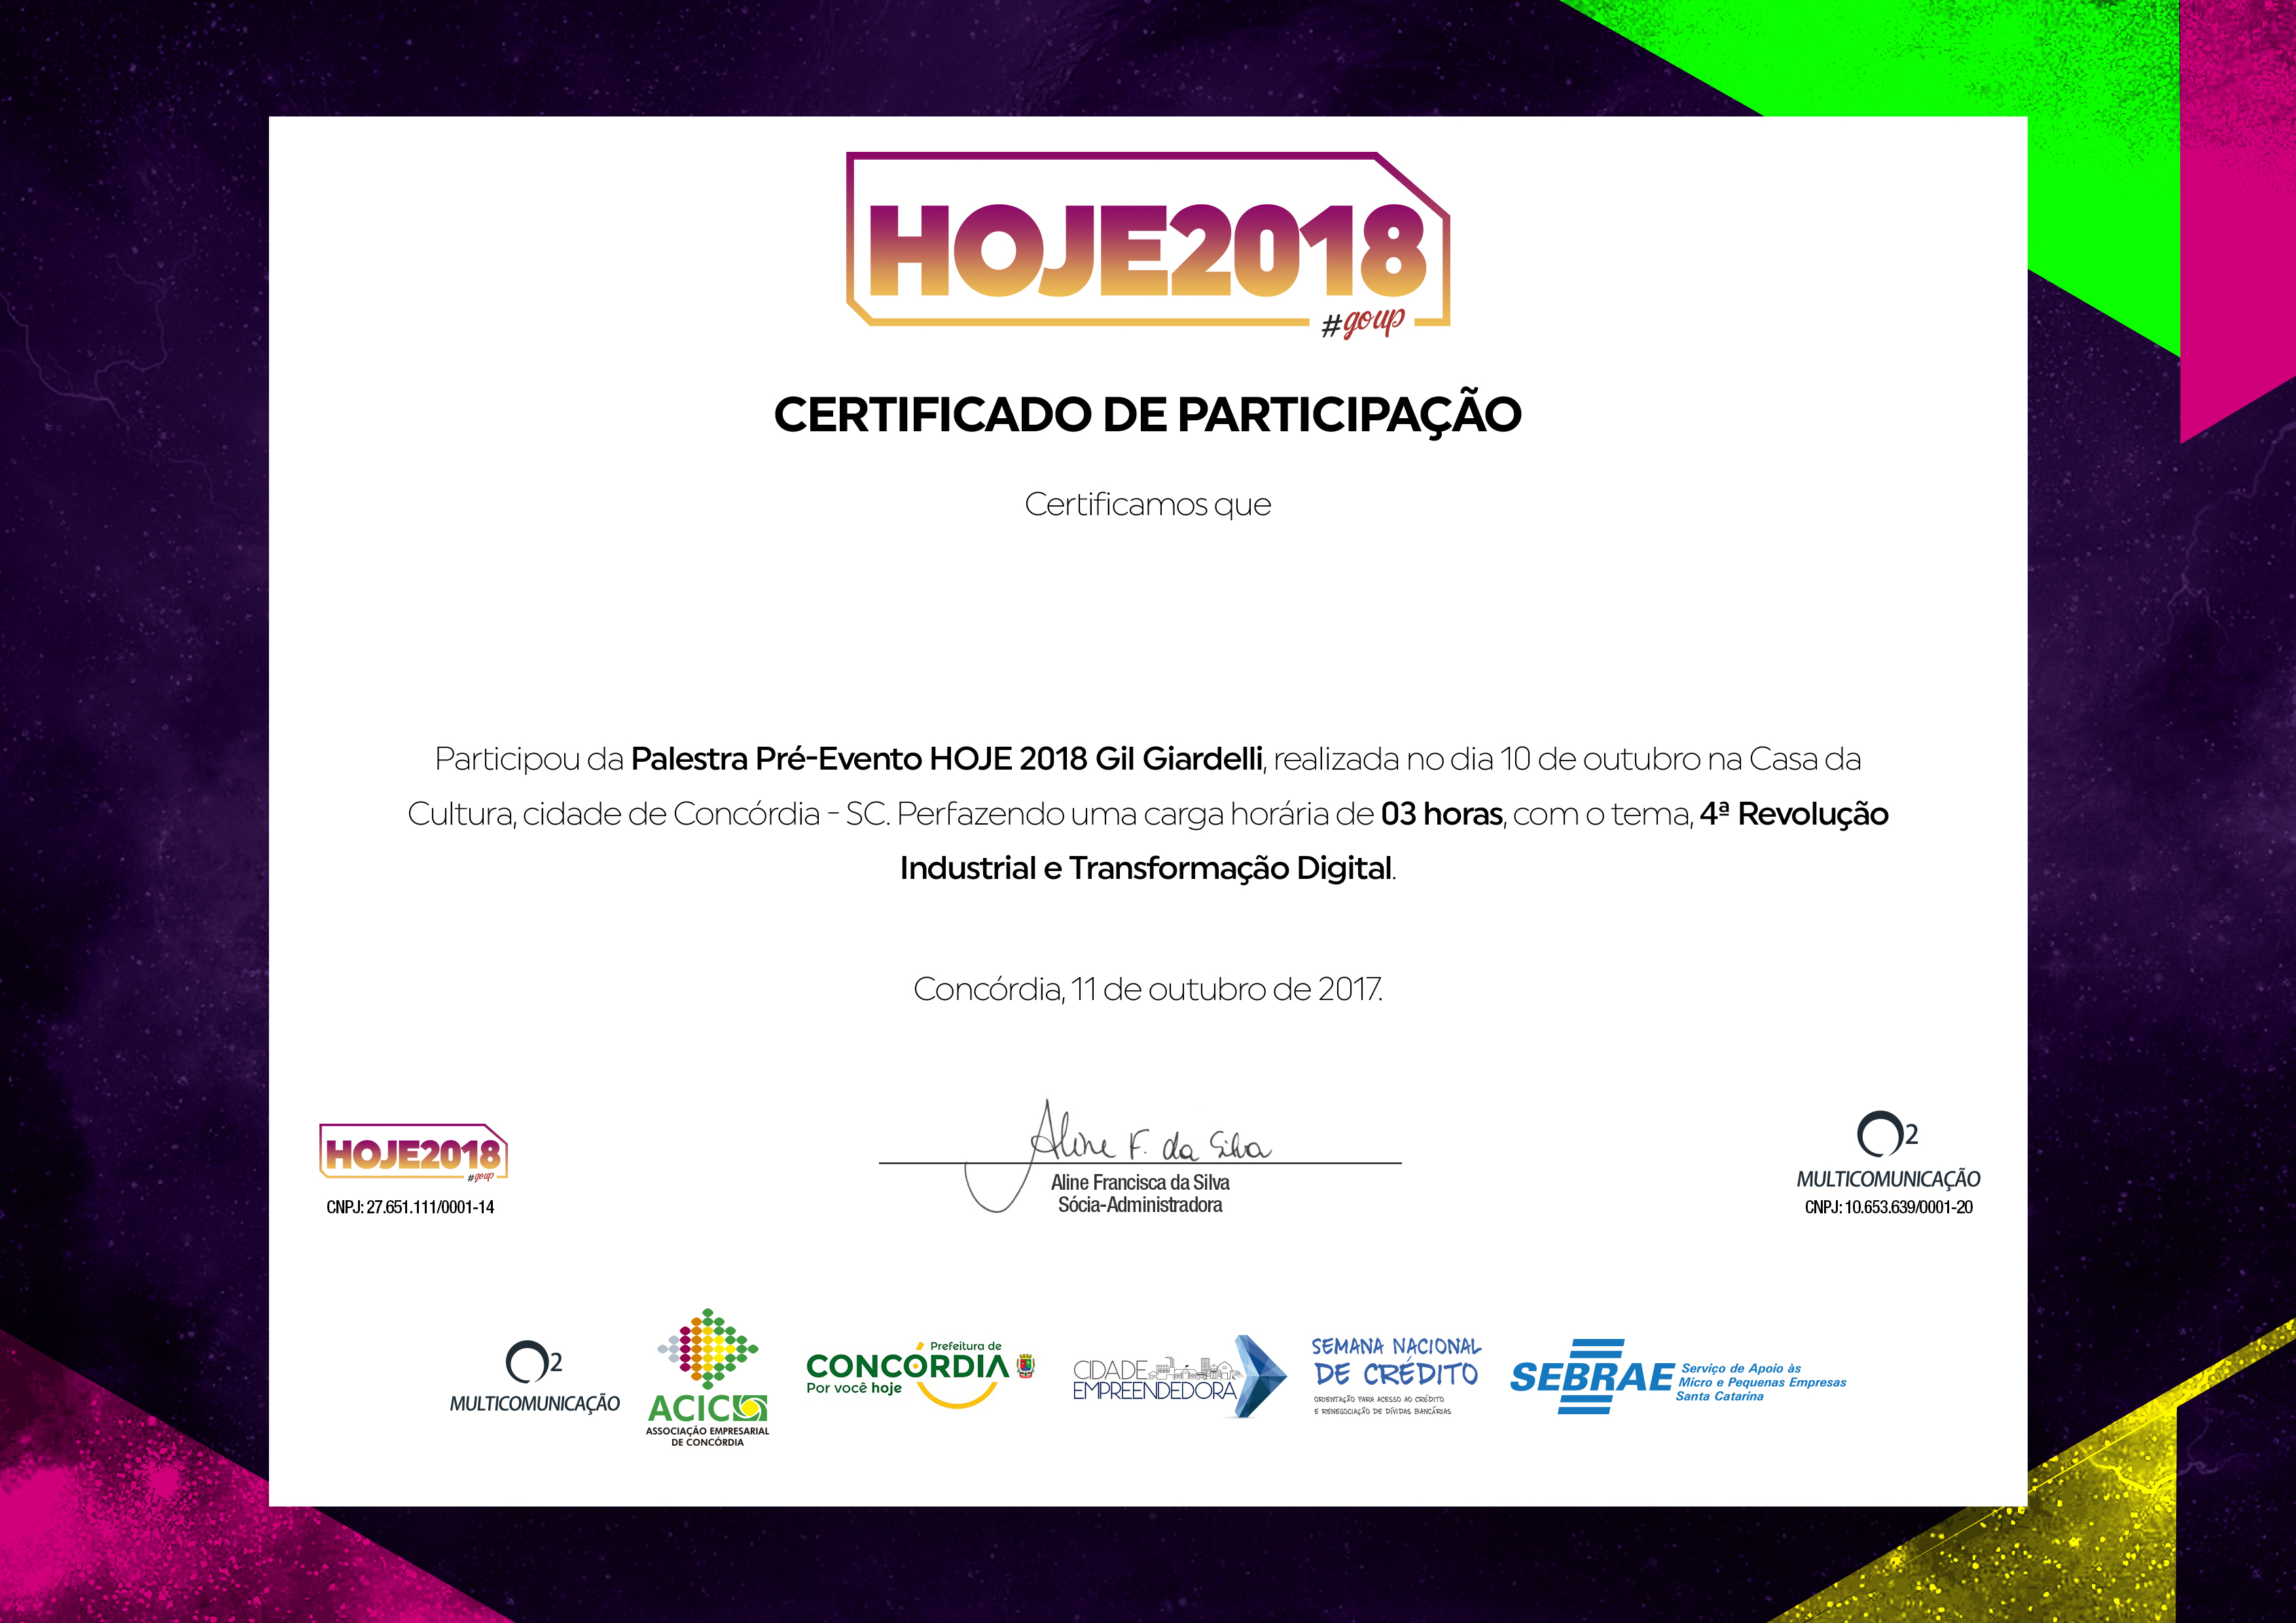 HOJE2018
#goup
CERTIFICADO DE PARTICIPAÇÃO
Certificamos que
Participou da Palestra Pré-Evento HOJE 2018 Gil Giardelli, realizada no dia 10 de outubro na Casa da
Cultura, cidade de Concórdia - SC. Perfazendo uma carga horária de 03 horas, com o tema, 4ª Revolução
Industrial e Transformação Digital.
Concórdia, 11 de outubro de 2017.
HOJE2018
#goup
CNPJ: 27.651.111/0001-14
Aline F. da Silva
Aline Francisca da Silva
Sócia-Administradora
O2
MULTICOMUNICAÇÃO
CNPJ: 10.653.639/0001-20
O2
MULTICOMUNICAÇÃO
ACIC
ASSOCIAÇÃO EMPRESARIAL
DE CONCÓRDIA
Prefeitura de
CONCÓRDIA
Por você hoje
CIDADE
EMPREENDEDORA
SEMANA NACIONAL
DE CRÉDITO
ORIENTAÇÃO PARA ACESSO AO CRÉDITO
E RENEGOCIAÇÃO DE DÍVIDAS BANCÁRIAS
SEBRAE
Serviço de Apoio às
Micro e Pequenas Empresas
Santa Catarina